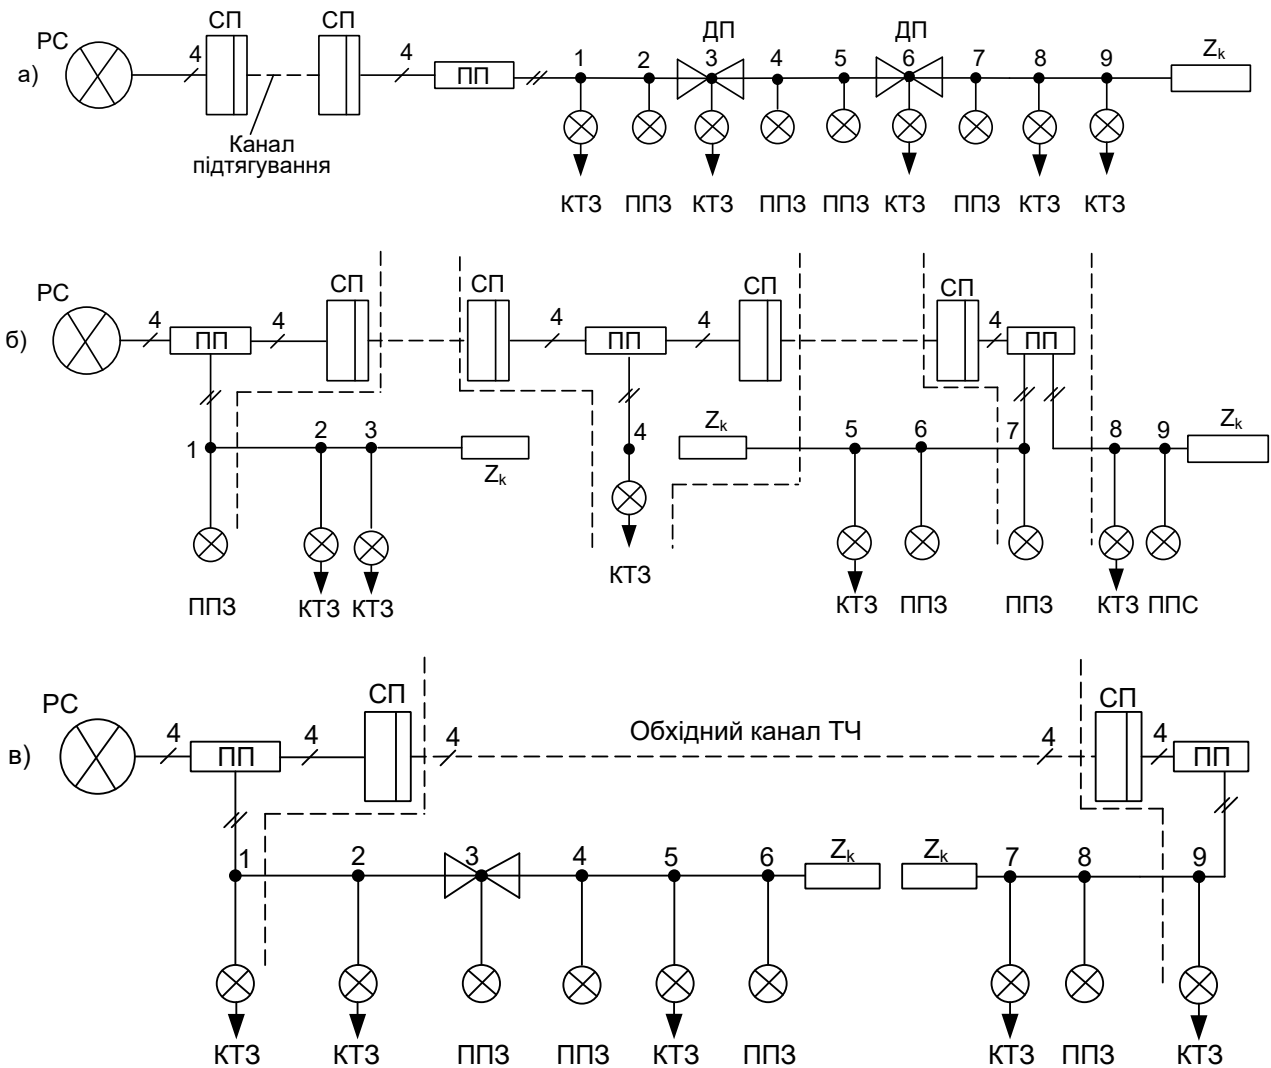 а)
РС
4
СП
СП
4
ПП
ДП
ДП
1
2
3
4
5
6
7
8
9
Zk
Канал
підтягування
КТЗ
ППЗ
КТЗ
ППЗ
ППЗ
КТЗ
ППЗ
КТЗ
КТЗ
б)
РС
4
ПП
4
СП
СП
4
ПП
4
СП
СП
4
ПП
1
2
3
Zk
4
Zk
5
6
7
8
9
Zk
ППЗ
КТЗ
КТЗ
КТЗ
КТЗ
ППЗ
ППЗ
КТЗ
ППС
в)
РС
4
ПП
4
СП
4
Обхідний канал ТЧ
4
СП
4
ПП
1
2
3
4
5
6
Zk
Zk
7
8
9
КТЗ
КТЗ
ППЗ
ППЗ
КТЗ
ППЗ
КТЗ
ППЗ
КТЗ